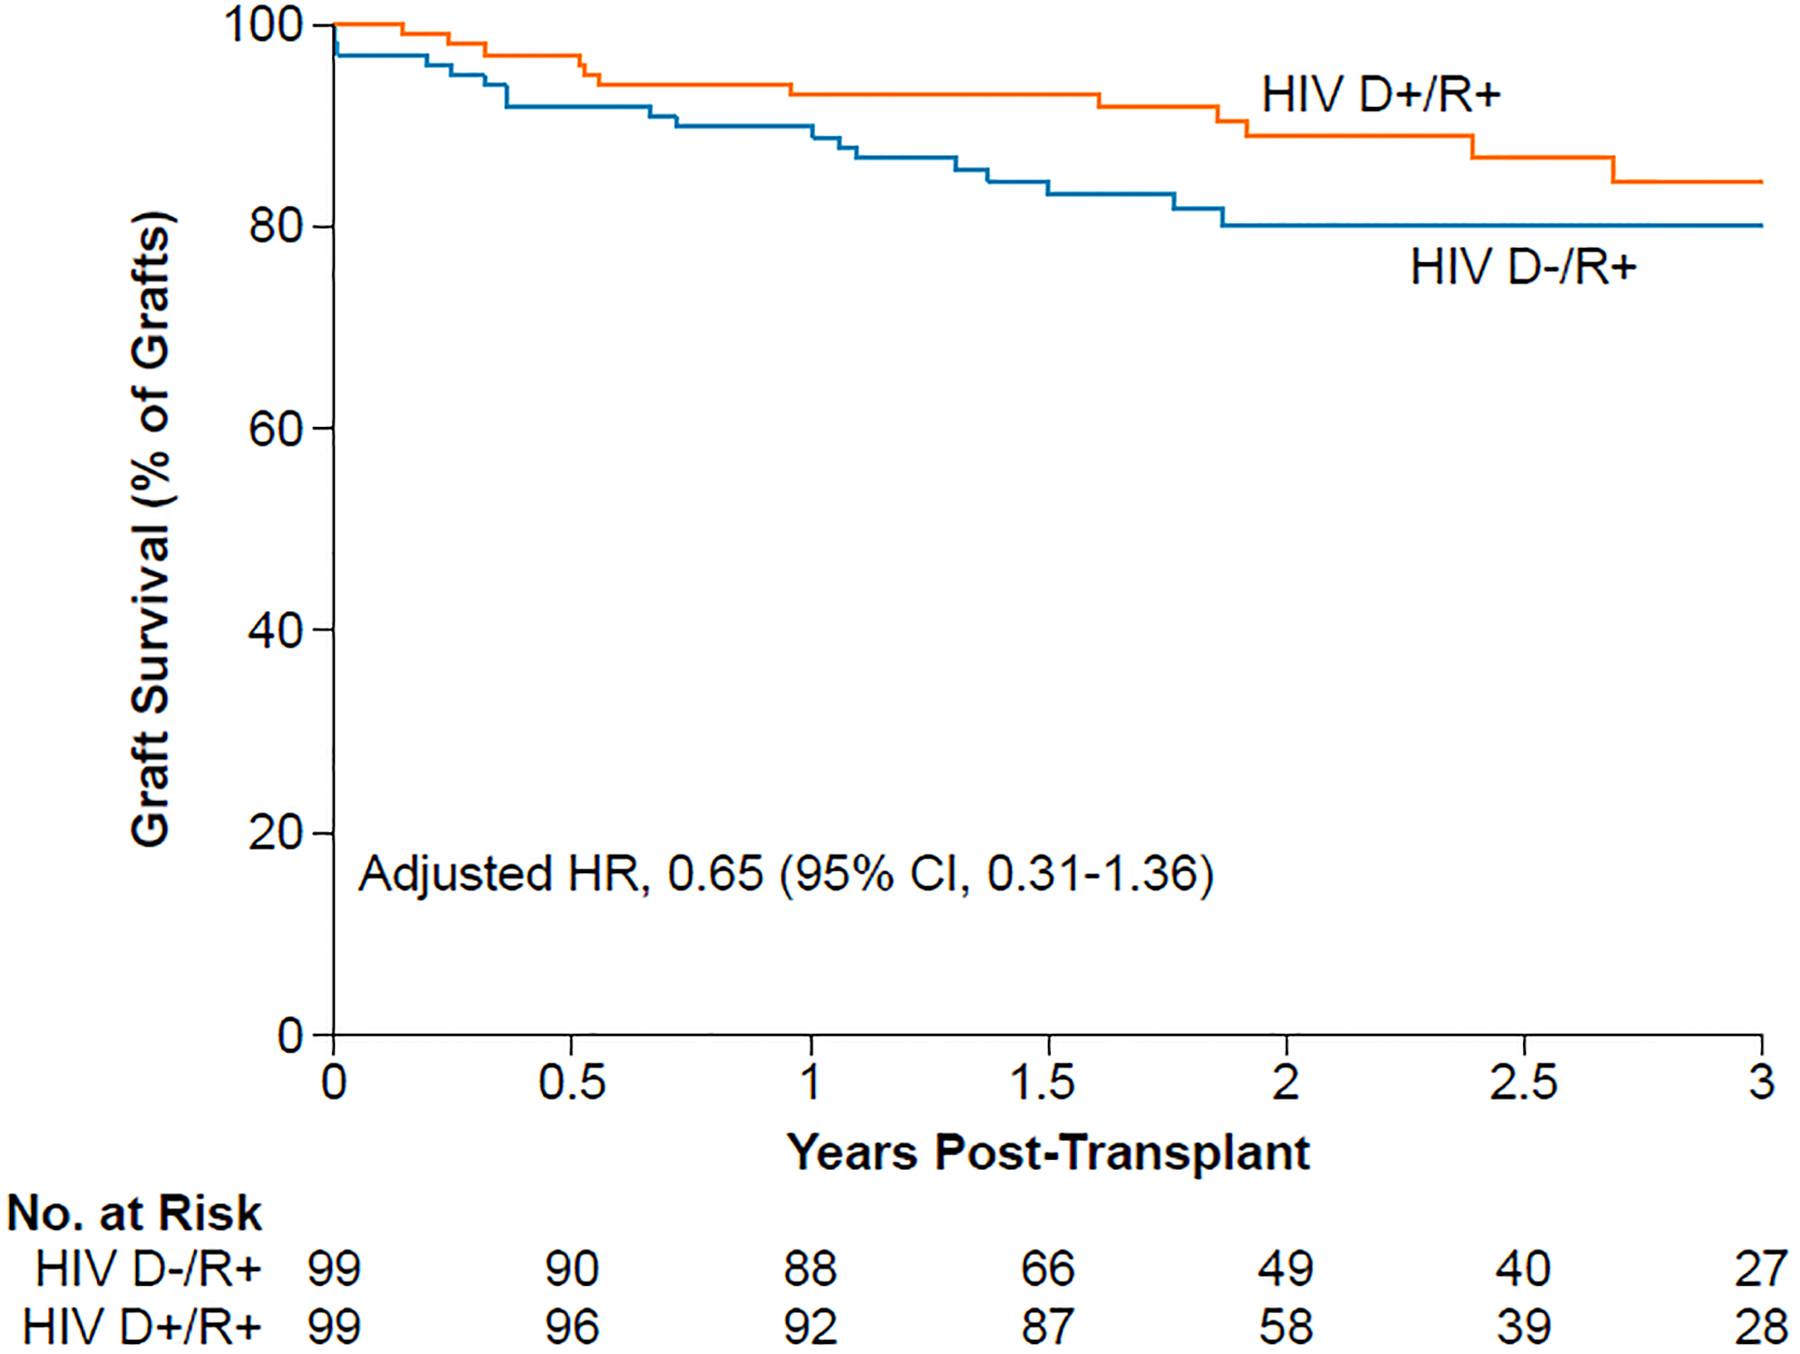 100
80
60
40
20
0
Graft Survival (% of Grafts)
HIV D+/R+
HIV D-/R+
Adjusted HR, 0.65 (95% CI, 0.31-1.36)
0 0.5 1 1.5 2 2.5 3
Years Post-Transplant
No. at Risk
HIV D-/R+ 99 90 88 66 49 40 27
HIV D+/R+ 99 96 92 87 58 39 28